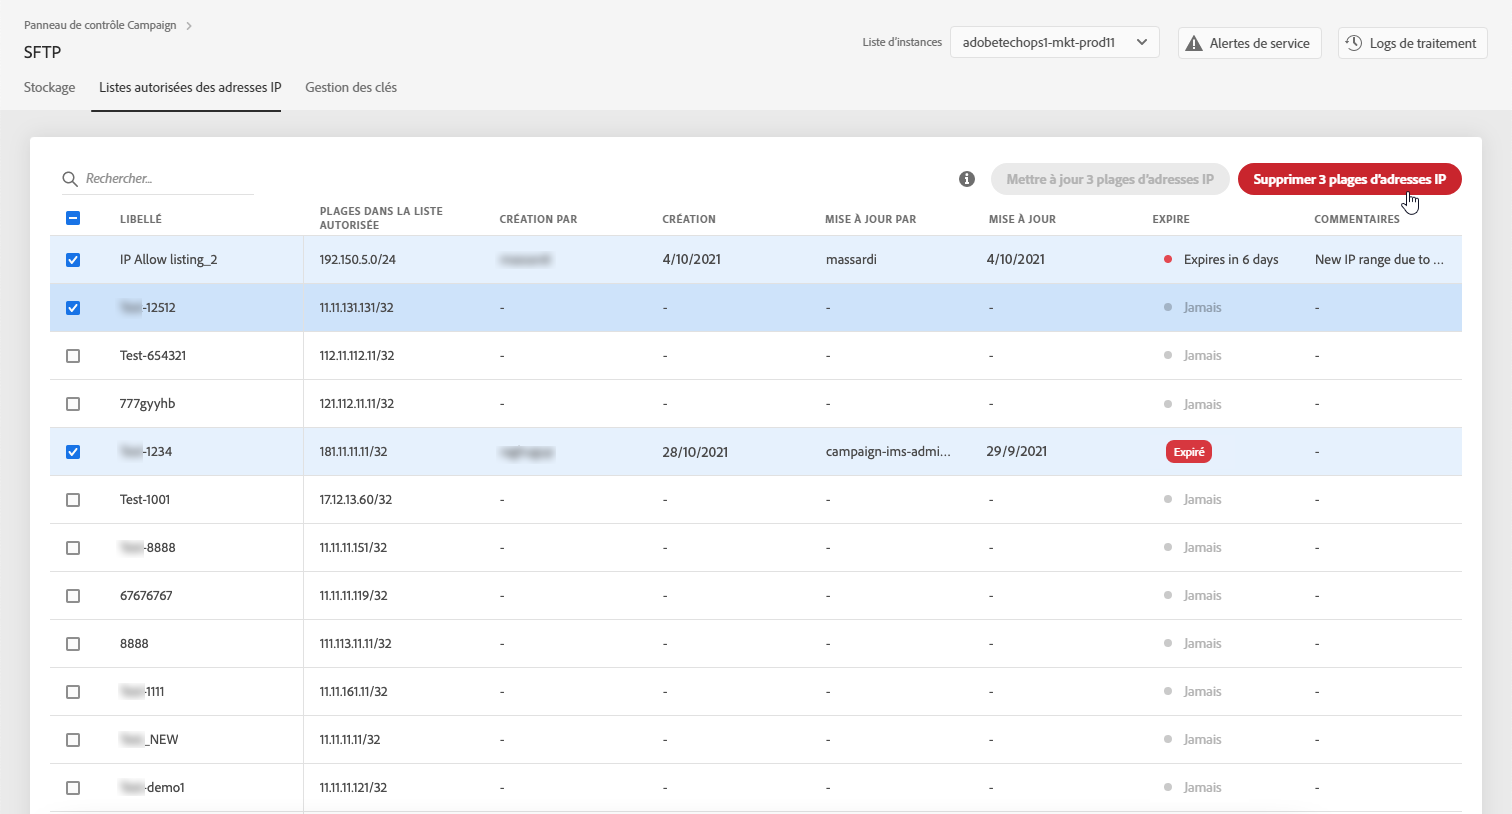 Panneau de contrôle Campaign
SFTP
Liste d'instances
adobetechops1-mkt-prod11
Alertes de service
Logs de traitement
Stockage
Listes autorisées des adresses IP
Gestion des clés
Rechercher...
Mettre à jour 3 plages d'adresses IP
Supprimer 3 plages d'adresses IP
LIBELLÉ
PLAGES DANS LA LISTE
AUTORISÉE
CRÉATION PAR
CRÉATION
MISE À JOUR PAR
MISE À JOUR
EXPIRE
COMMENTAIRES
IP Allow listing_2 192.150.5.0/24 4/10/2021 massardi 4/10/2021 Expires in 6 days New IP range due to ...
-12512 11.11.131.131/32 - - - - Jamais -
Test-654321 112.11.112.11/32 - - - - Jamais -
777gyyhb 121.112.11.11/32 - - - - Jamais -
-1234 181.11.11.11/32 28/10/2021 campaign-ims-admi... 29/9/2021 Expiré -
Test-1001 17.12.13.60/32 - - - - Jamais -
-8888 11.11.11.151/32 - - - - Jamais -
67676767 11.11.11.119/32 - - - - Jamais -
8888 111.113.11.11/32 - - - - Jamais -
-1111 11.11.161.11/32 - - - - Jamais -
_NEW 11.11.11.11/32 - - - - Jamais -
-demo1 11.11.11.121/32 - - - - Jamais -